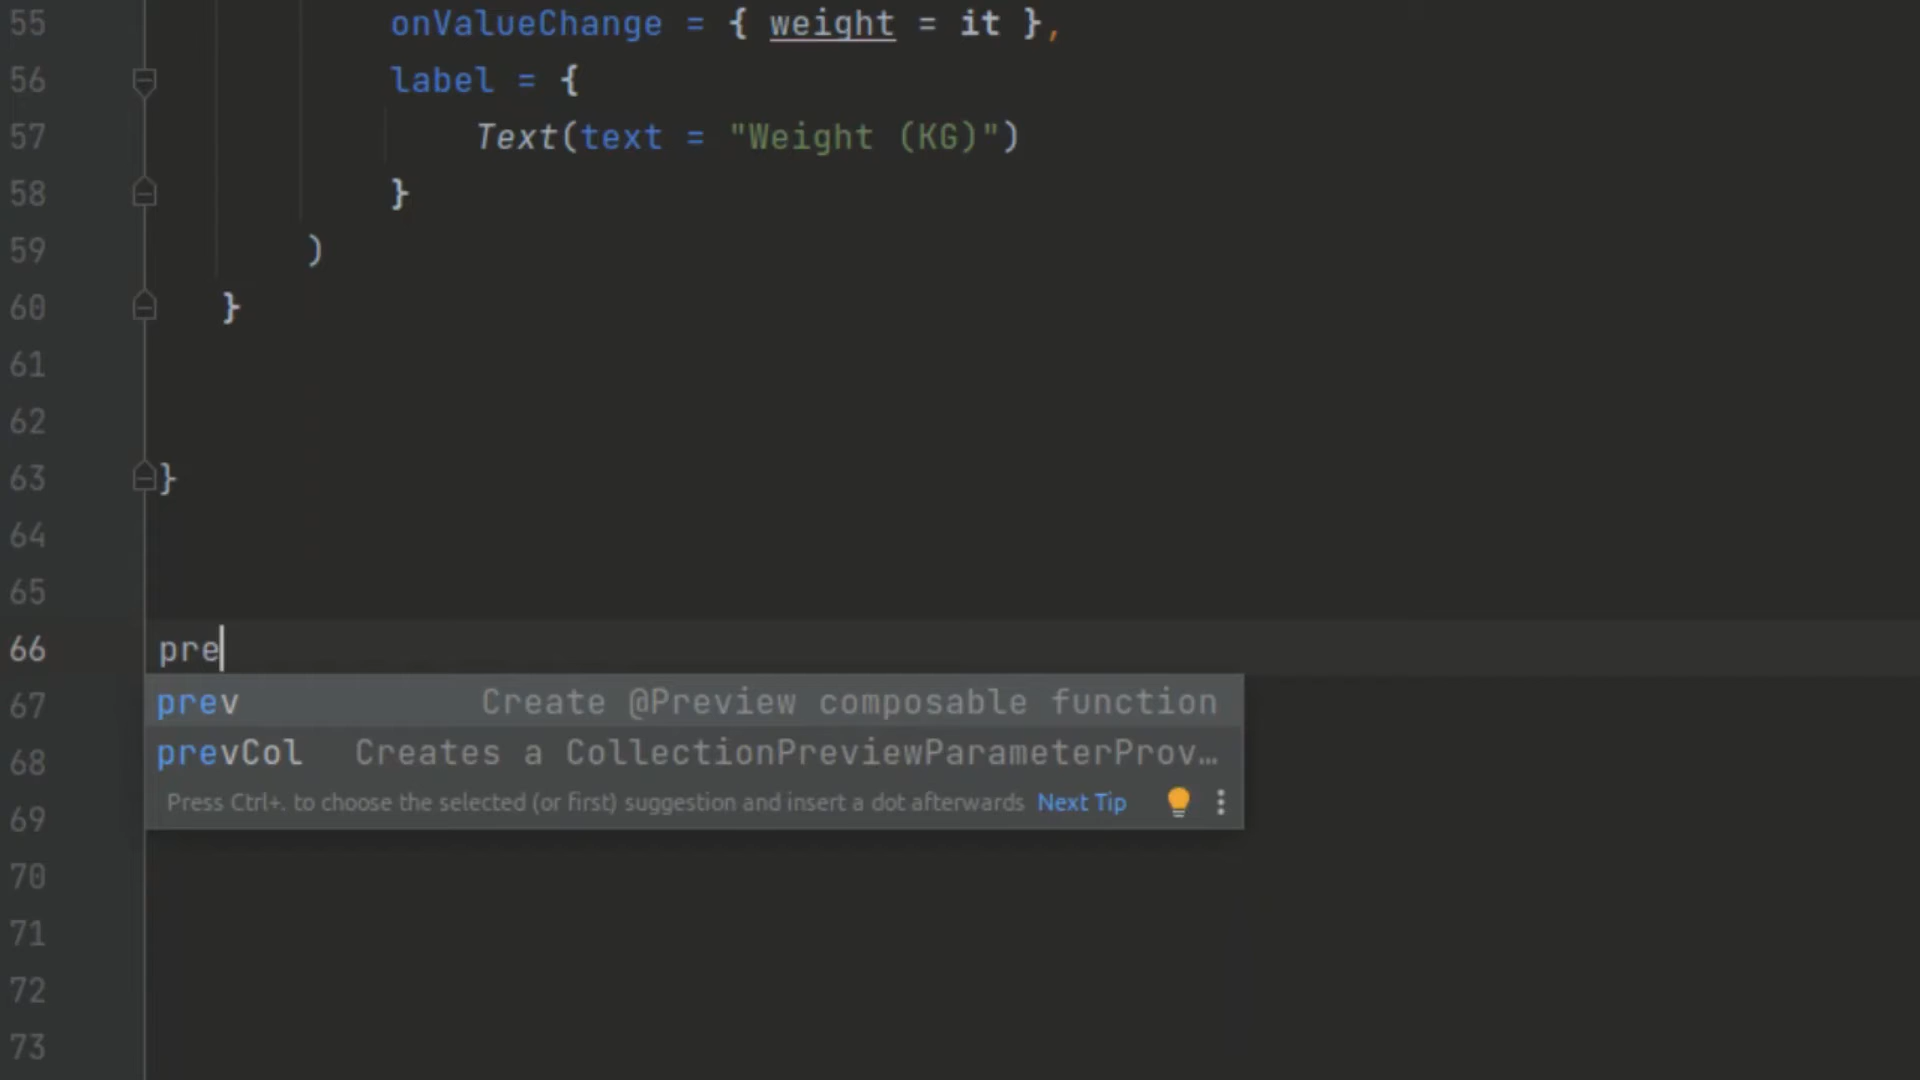 55 onValueChange = { weight = it },
56 label = {
57 Text(text = "Weight (KG)")
58 }
59 )
60 }
61
62
63 }
64
65
66 pre
67 prev Create @Preview composable function
68 prevCol Creates a CollectionPreviewParameterProv…
69 Press Ctrl+. to choose the selected (or first) suggestion and insert a dot afterwards Next Tip
70
71
72
73